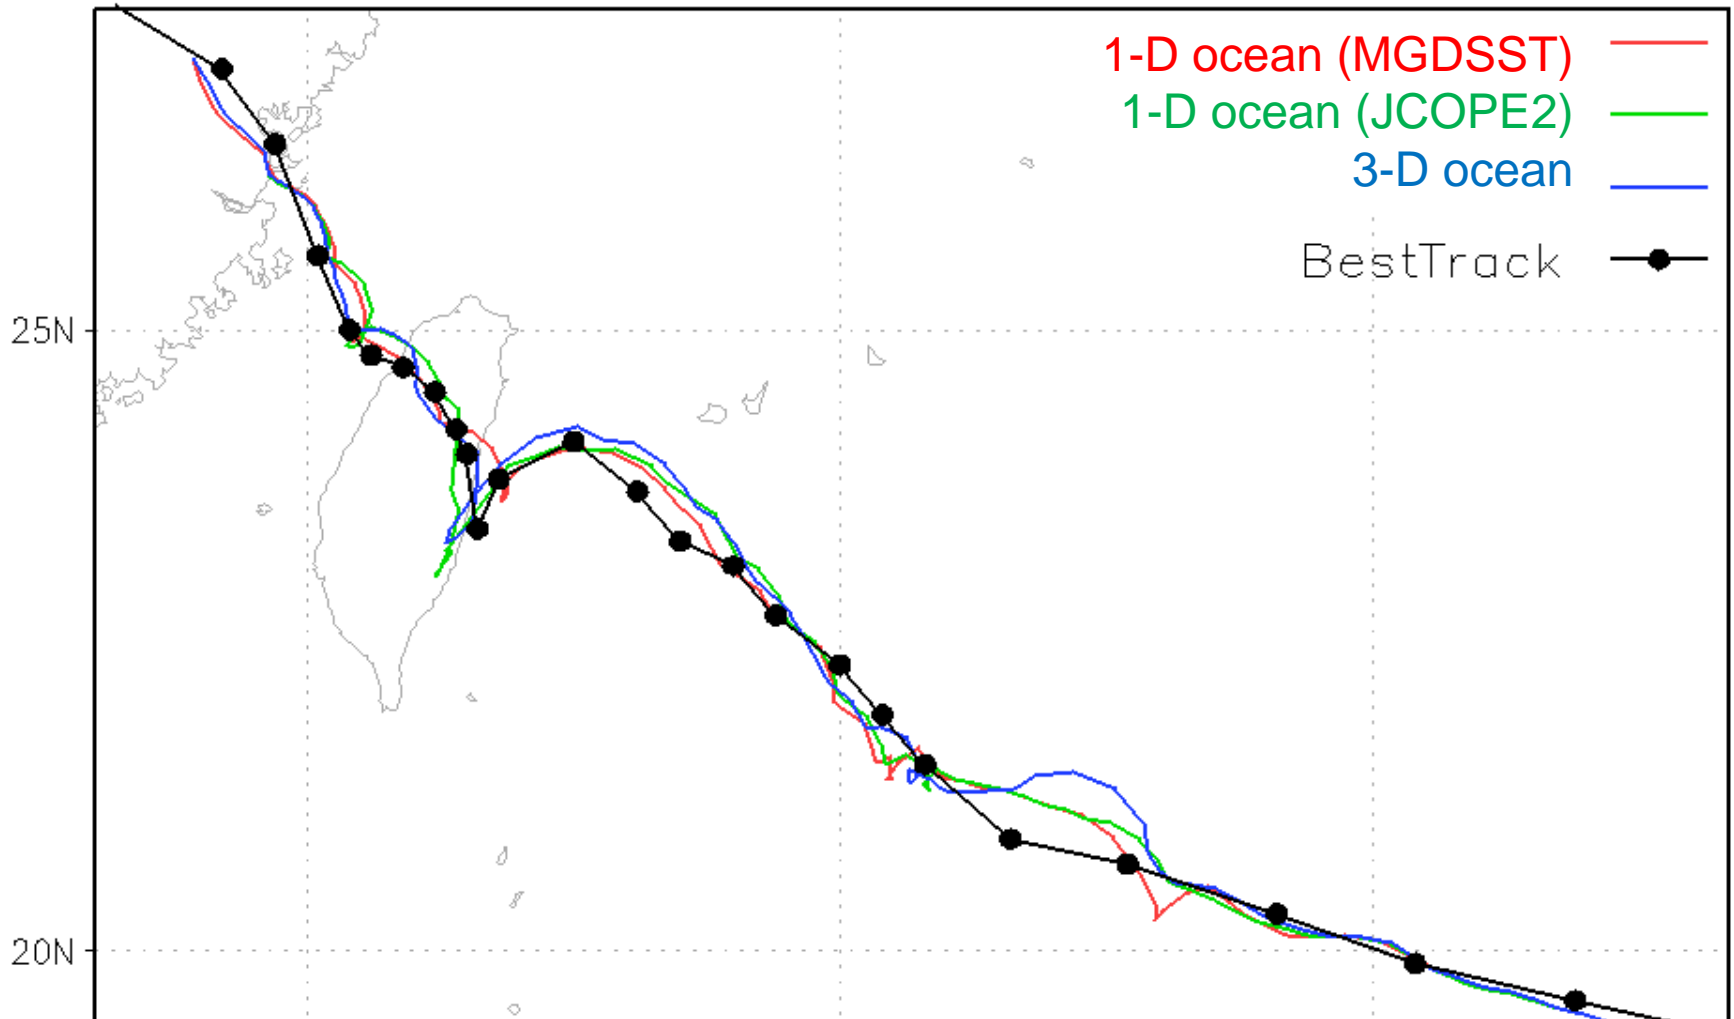 1-D ocean (MGDSST)
1-D ocean (JCOPE2)
3-D ocean
BestTrack
25N
20N